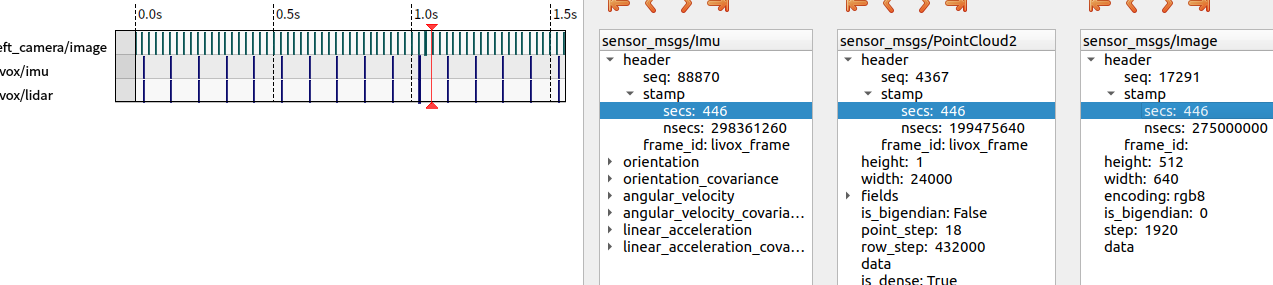 0.0s 0.5s 1.0s 1.5s
eft_camera/image
vox/imu
vox/lidar
sensor_msgs/Imu
header
seq: 88870
stamp
secs: 446
nsecs: 298361260
frame_id: livox_frame
orientation
orientation_covariance
angular_velocity
angular_velocity_covaria...
linear_acceleration
linear_acceleration_cova...
sensor_msgs/PointCloud2
header
seq: 4367
stamp
secs: 446
nsecs: 199475640
frame_id: livox_frame
height: 1
width: 24000
fields
is_bigendian: False
point_step: 18
row_step: 432000
data
is_dense: True
sensor_msgs/Image
header
seq: 17291
stamp
secs: 446
nsecs: 275000000
frame_id:
height: 512
width: 640
encoding: rgb8
is_bigendian: 0
step: 1920
data